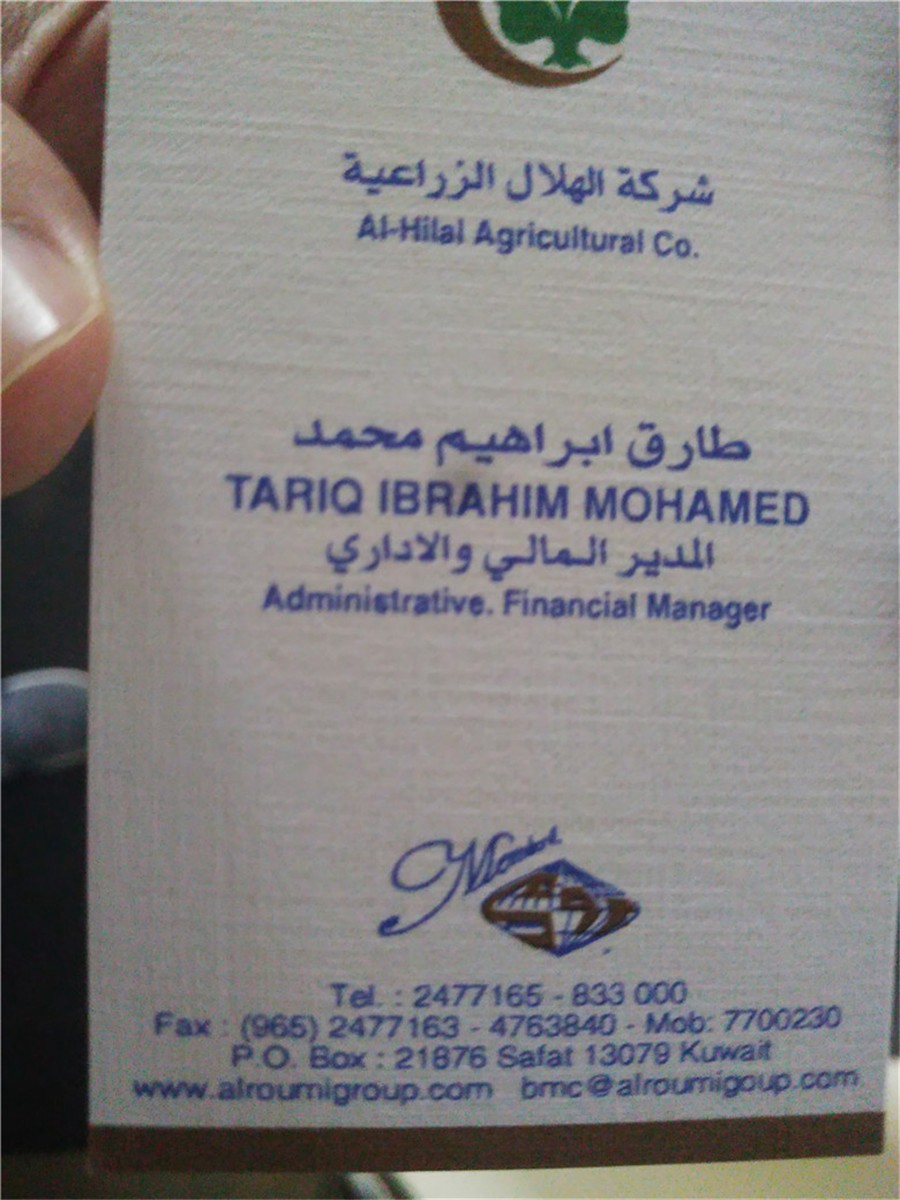 شركة الهلال الزراعية
Al-Hilal Agricultural Co.
طارق ابراهيم محمد
TARIQ IBRAHIM MOHAMED
المدير المالي والاداري
Administrative. Financial Manager
Tel. : 2477165 - 833 000
Fax : (965) 2477163 - 4763840 - Mob: 7700230
P.O. Box : 21876 Safat 13079 Kuwait
www.alroumigroup.com bmc@alroumigoup.com